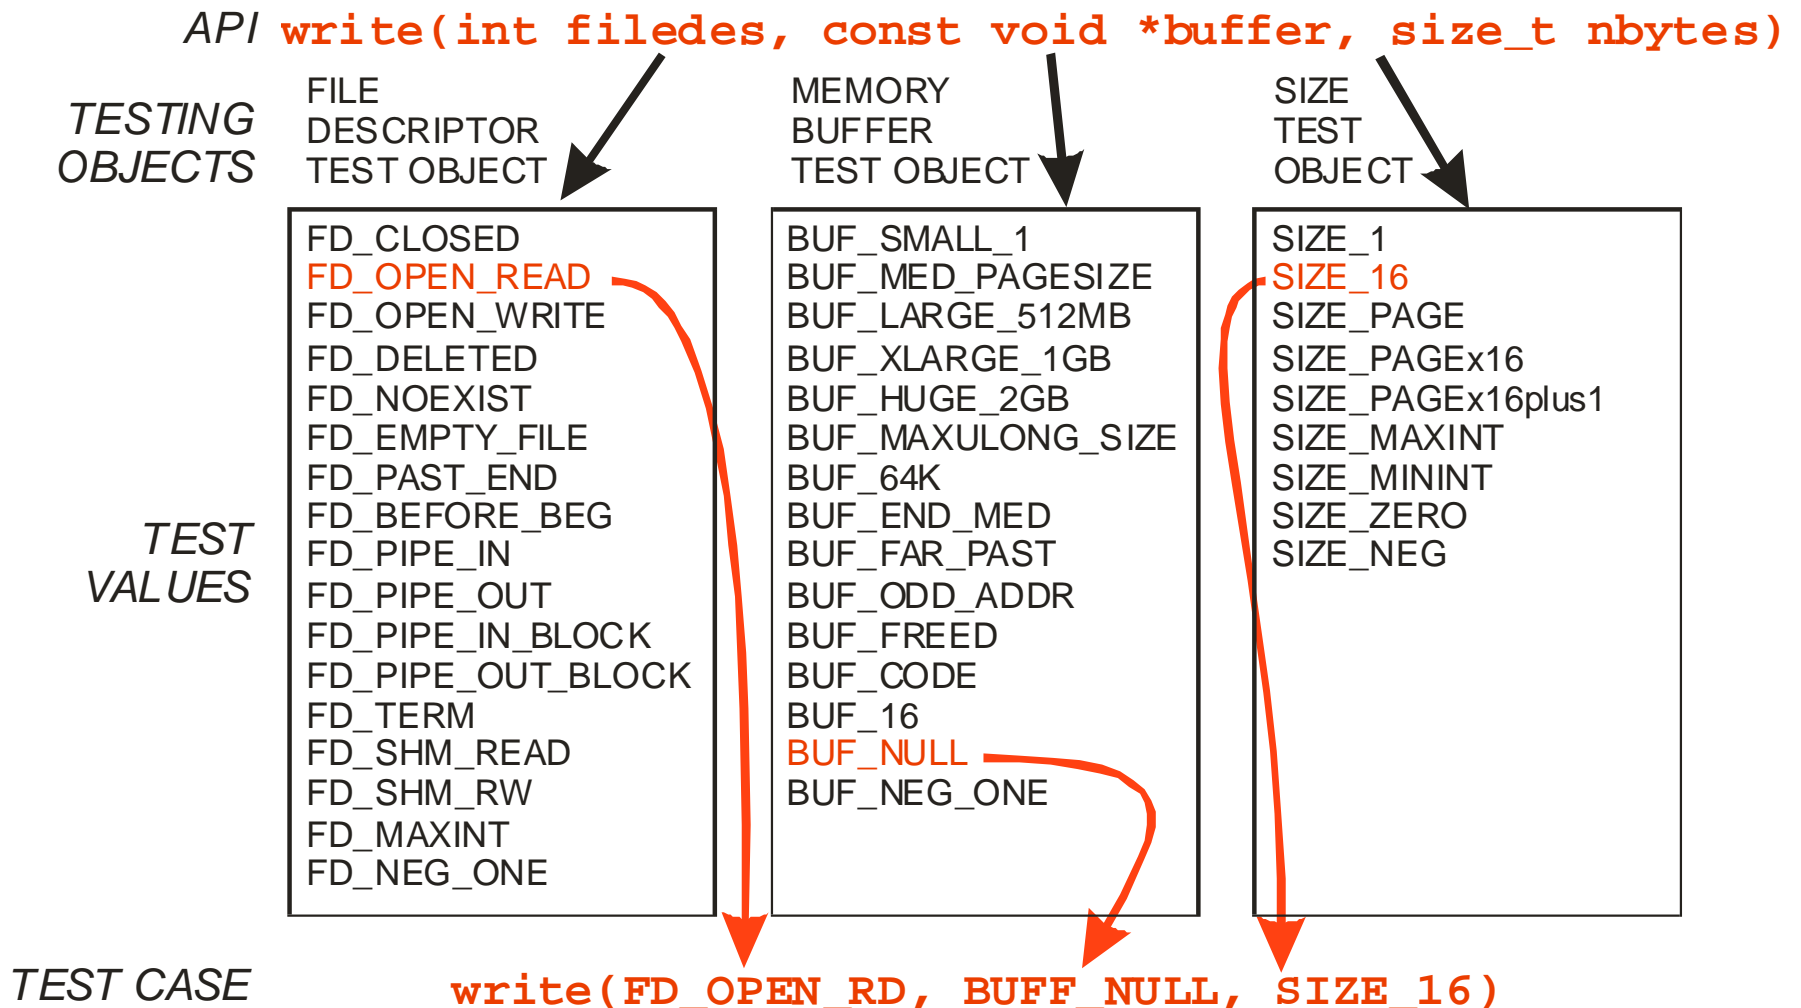 API write(int filedes, const void *buffer, size_t nbytes)
TESTING
OBJECTS
FILE
DESCRIPTOR
TEST OBJECT
MEMORY
BUFFER
TEST OBJECT
SIZE
TEST
OBJECT
TEST
VALUES
FD_CLOSED
FD_OPEN_READ
FD_OPEN_WRITE
FD_DELETED
FD_NOEXIST
FD_EMPTY_FILE
FD_PAST_END
FD_BEFORE_BEG
FD_PIPE_IN
FD_PIPE_OUT
FD_PIPE_IN_BLOCK
FD_PIPE_OUT_BLOCK
FD_TERM
FD_SHM_READ
FD_SHM_RW
FD_MAXINT
FD_NEG_ONE
BUF_SMALL_1
BUF_MED_PAGESIZE
BUF_LARGE_512MB
BUF_XLARGE_1GB
BUF_HUGE_2GB
BUF_MAXULONG_SIZE
BUF_64K
BUF_END_MED
BUF_FAR_PAST
BUF_ODD_ADDR
BUF_FREED
BUF_CODE
BUF_16
BUF_NULL
BUF_NEG_ONE
SIZE_1
SIZE_16
SIZE_PAGE
SIZE_PAGEx16
SIZE_PAGEx16plus1
SIZE_MAXINT
SIZE_MININT
SIZE_ZERO
SIZE_NEG
TEST CASE write(FD_OPEN_RD, BUFF_NULL, SIZE_16)